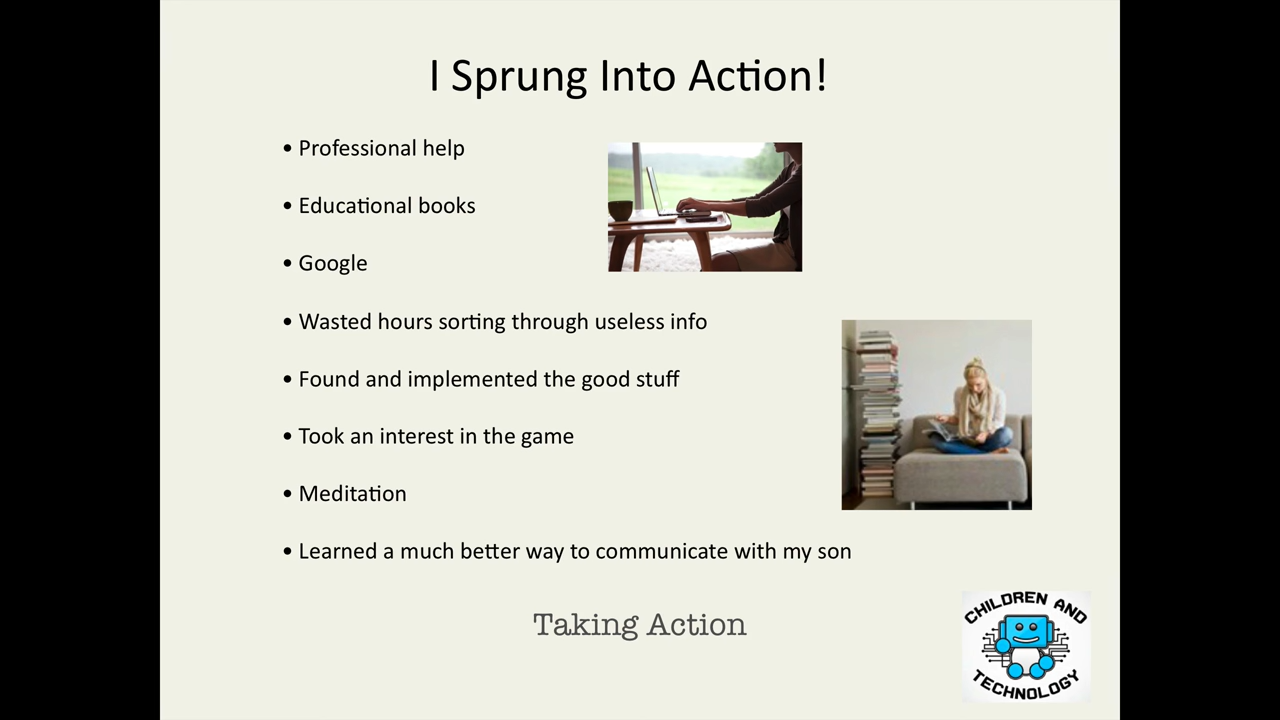 I Sprung Into Action!
• Professional help
• Educational books
• Google
• Wasted hours sorting through useless info
• Found and implemented the good stuff
• Took an interest in the game
• Meditation
• Learned a much better way to communicate with my son
Taking Action
CHILDREN AND
TECHNOLOGY